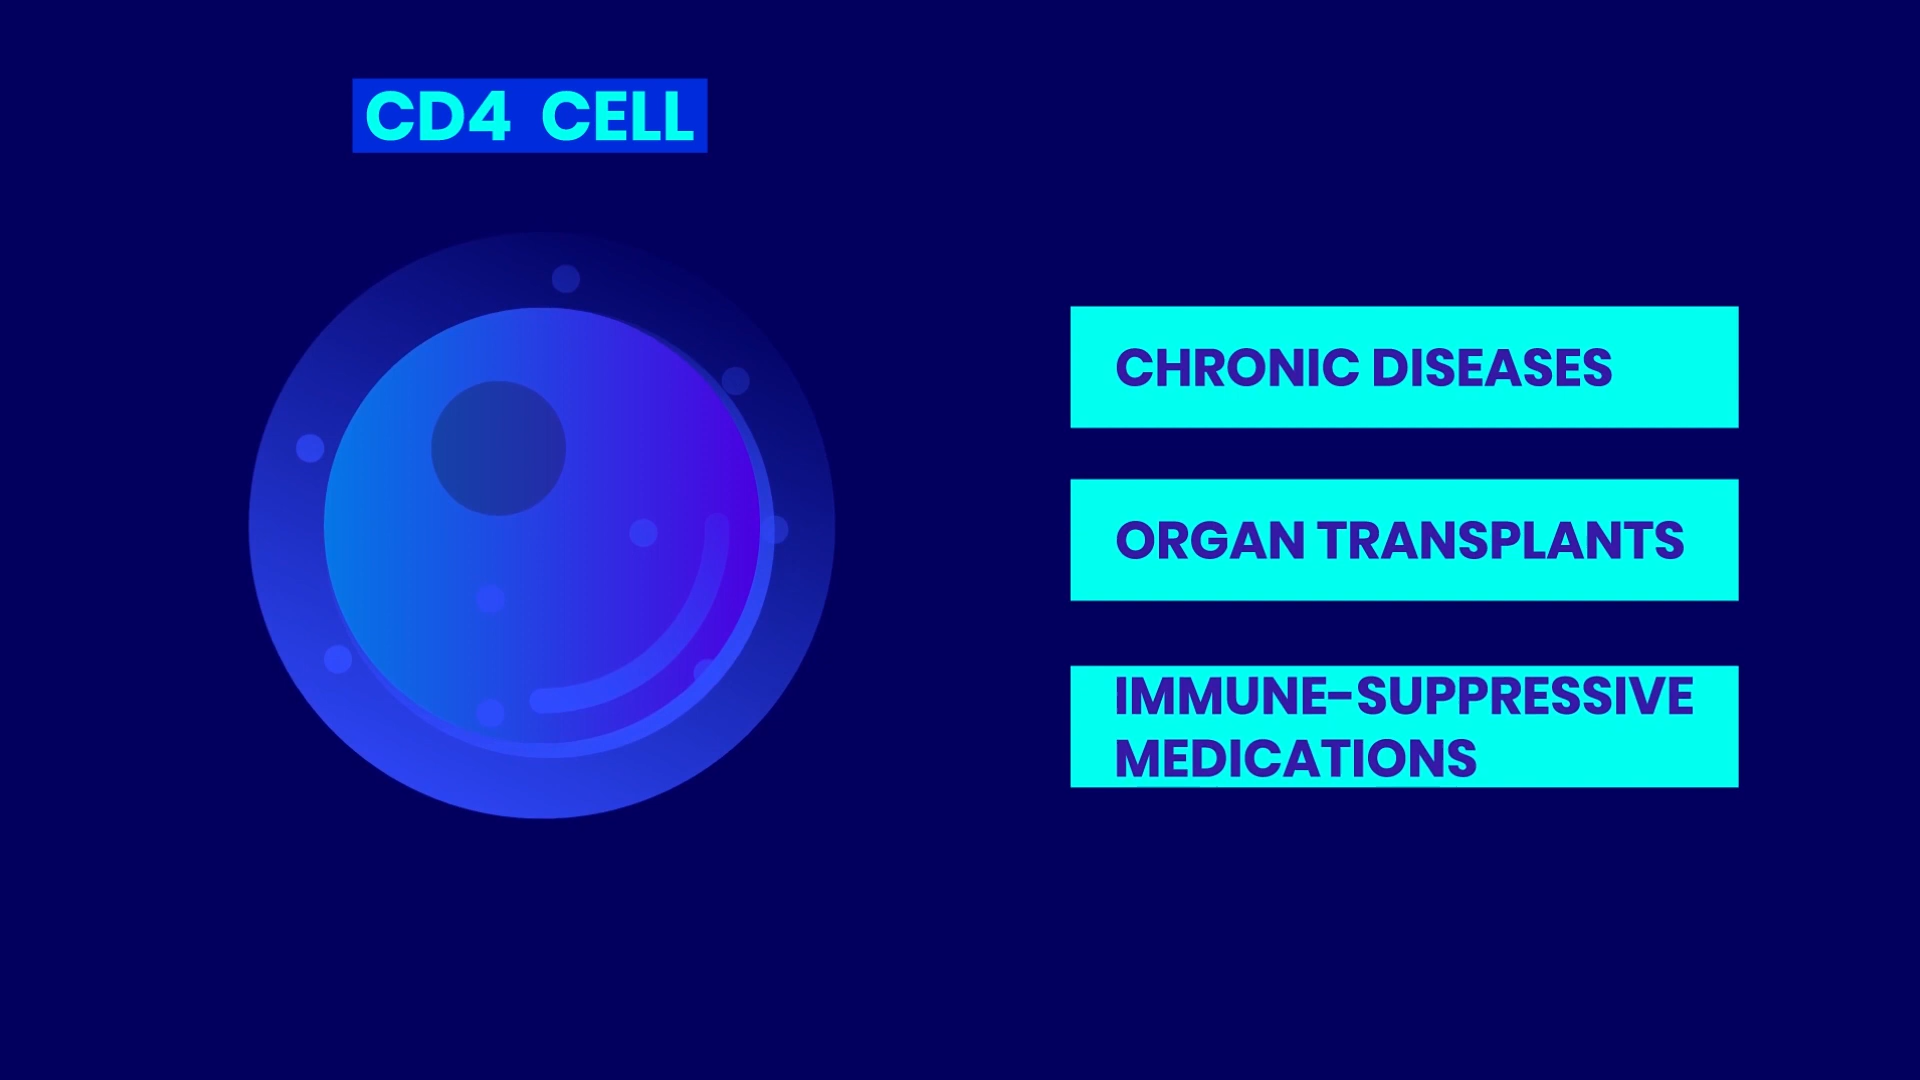 CD4 CELL
CHRONIC DISEASES
ORGAN TRANSPLANTS
IMMUNE-SUPPRESSIVE
MEDICATIONS